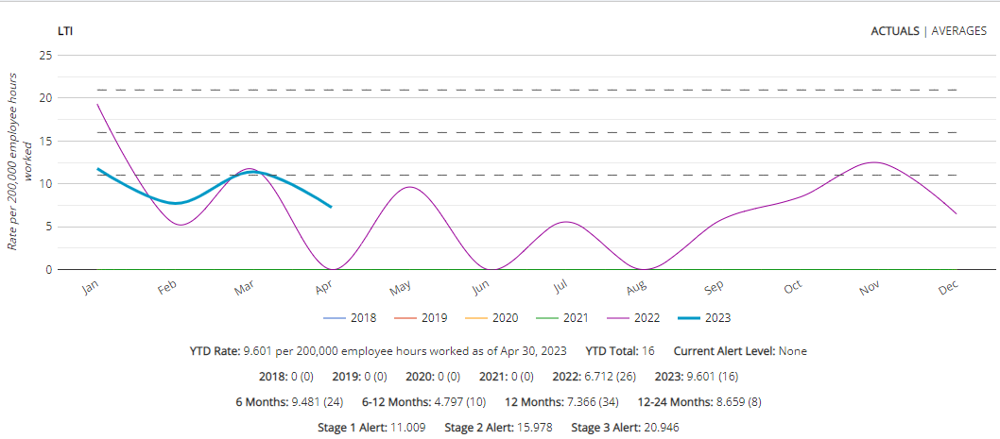 LTI
ACTUALS | AVERAGES
Rate per 200,000 employee hours
worked
25
20
15
10
5
0
Jan Feb Mar Apr May Jun Jul Aug Sep Oct Nov Dec
2018 2019 2020 2021 2022 2023
YTD Rate: 9.601 per 200,000 employee hours worked as of Apr 30, 2023 YTD Total: 16 Current Alert Level: None
2018: 0 (0) 2019: 0 (0) 2020: 0 (0) 2021: 0 (0) 2022: 6.712 (26) 2023: 9.601 (16)
6 Months: 9.481 (24) 6-12 Months: 4.797 (10) 12 Months: 7.366 (34) 12-24 Months: 8.659 (8)
Stage 1 Alert: 11.009 Stage 2 Alert: 15.978 Stage 3 Alert: 20.946